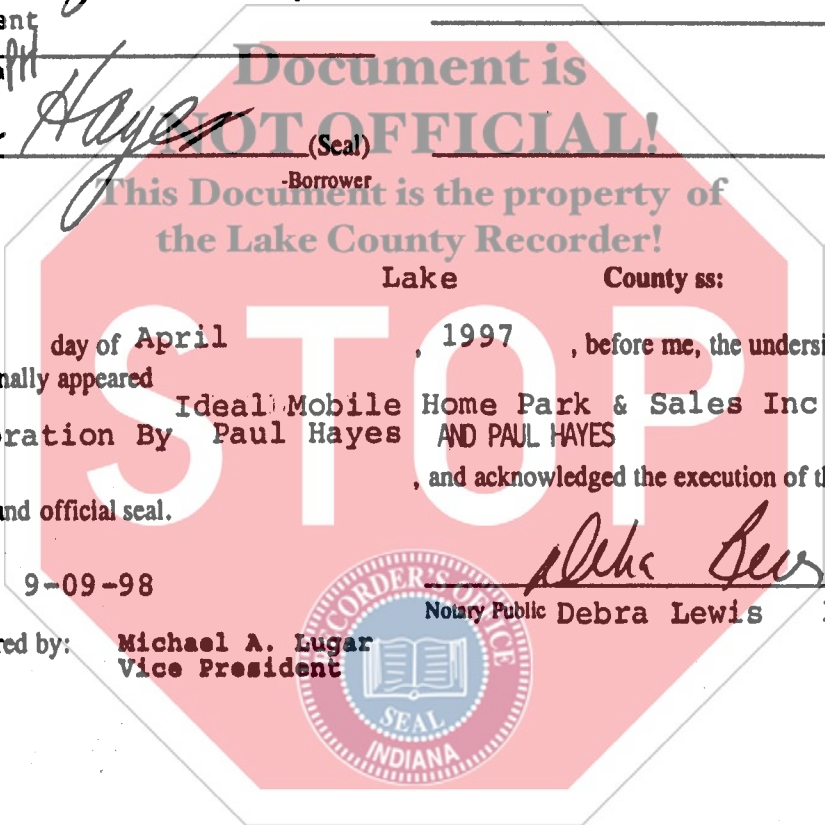 ent
Document is
Hayes NOT OFFICIAL!
(Seal)
-Borrower
This Document is the property of
the Lake County Recorder!
Lake County ss:
STOP
day of April , 1997 , before me, the undersi
nally appeared
Ideal Mobile Home Park & Sales Inc
ration By Paul Hayes AND PAUL HAYES
, and acknowledged the execution of t
nd official seal.
9-09-98
Notary Public Debra Lewis
red by: Michael A. Lugar
Vice President
RECORDER'S OFFICE
SEAL
INDIANA